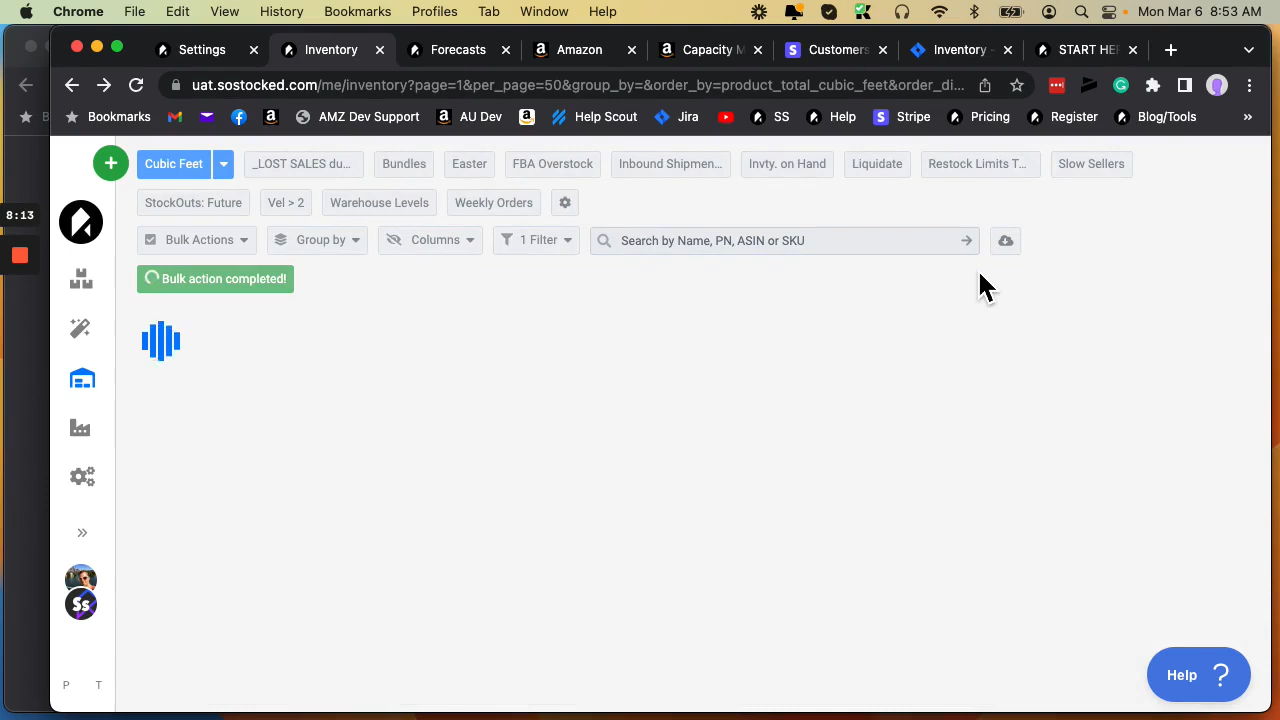 Chrome File Edit View History Bookmarks Profiles Tab Window Help Mon Mar 6 8:53 AM
Settings Inventory Forecasts Amazon Capacity M Customers Inventory - START HE
uat.sostocked.com/me/inventory?page=1&per_page=50&group_by=&order_by=product_total_cubic_feet&order_di...
Bookmarks AMZ Dev Support AU Dev Help Scout Jira SS Help Stripe Pricing Register Blog/Tools »
Cubic Feet _LOST SALES du... Bundles Easter FBA Overstock Inbound Shipmen... Invty. on Hand Liquidate Restock Limits T... Slow Sellers
8:13
StockOuts: Future Vel > 2 Warehouse Levels Weekly Orders
Bulk Actions Group by Columns 1 Filter Search by Name, PN, ASIN or SKU
Bulk action completed!
Ss
P T
Help ?